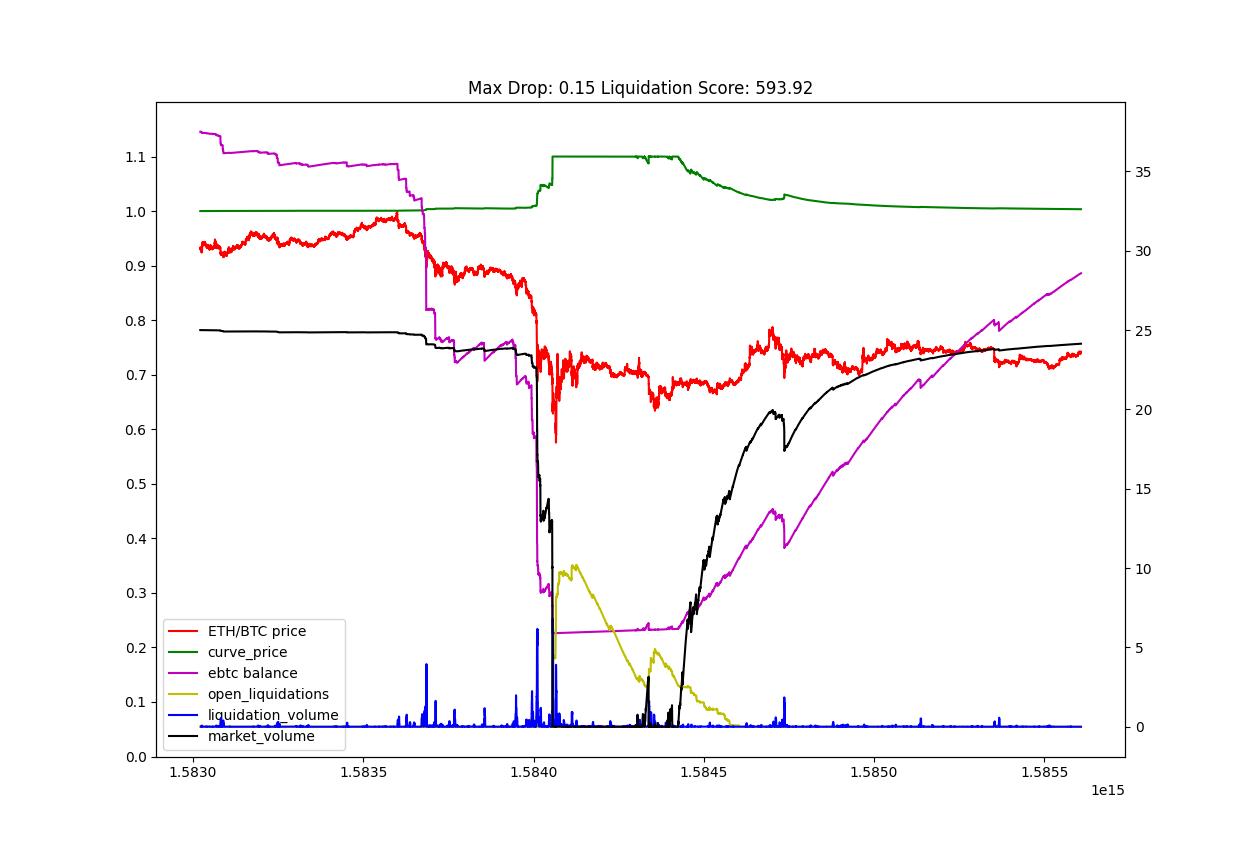 Max Drop: 0.15 Liquidation Score: 593.92
1.1
1.0
0.9
0.8
0.7
0.6
0.5
0.4
0.3
0.2
0.1
0.0
35
30
25
20
15
10
5
0
ETH/BTC price
curve_price
ebtc balance
open_liquidations
liquidation_volume
market_volume
1.5830 1.5835 1.5840 1.5845 1.5850 1.5855
1e15